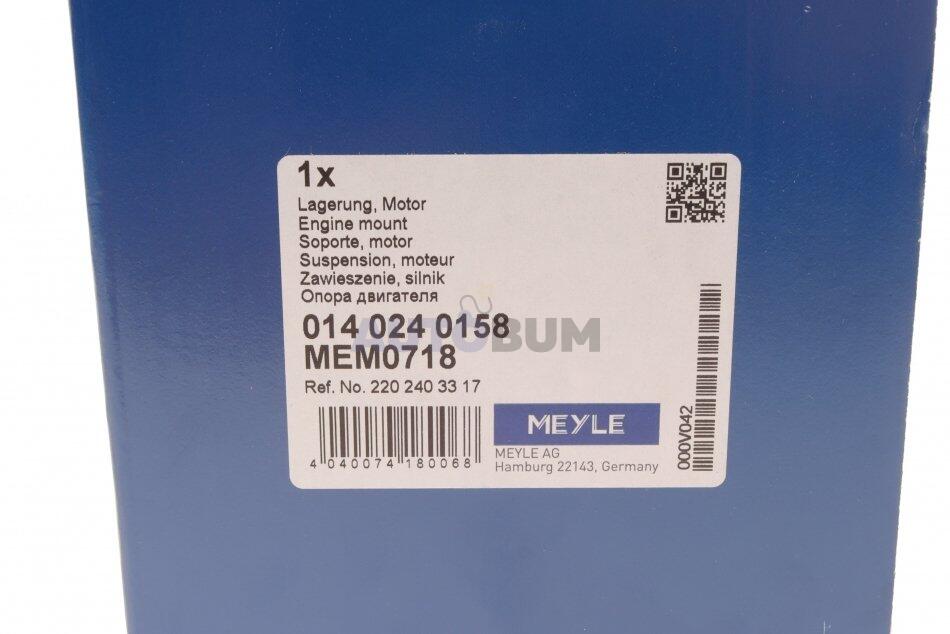 1x
Lagerung, Motor
Engine mount
Soporte, motor
Suspension, moteur
Zawieszenie, silnik
Опора двигателя
014 024 0158
AUTOBUM
MEM0718
Ref. No. 220 240 33 17
4 040074 180068
MEYLE
MEYLE AG
Hamburg 22143, Germany
000V042